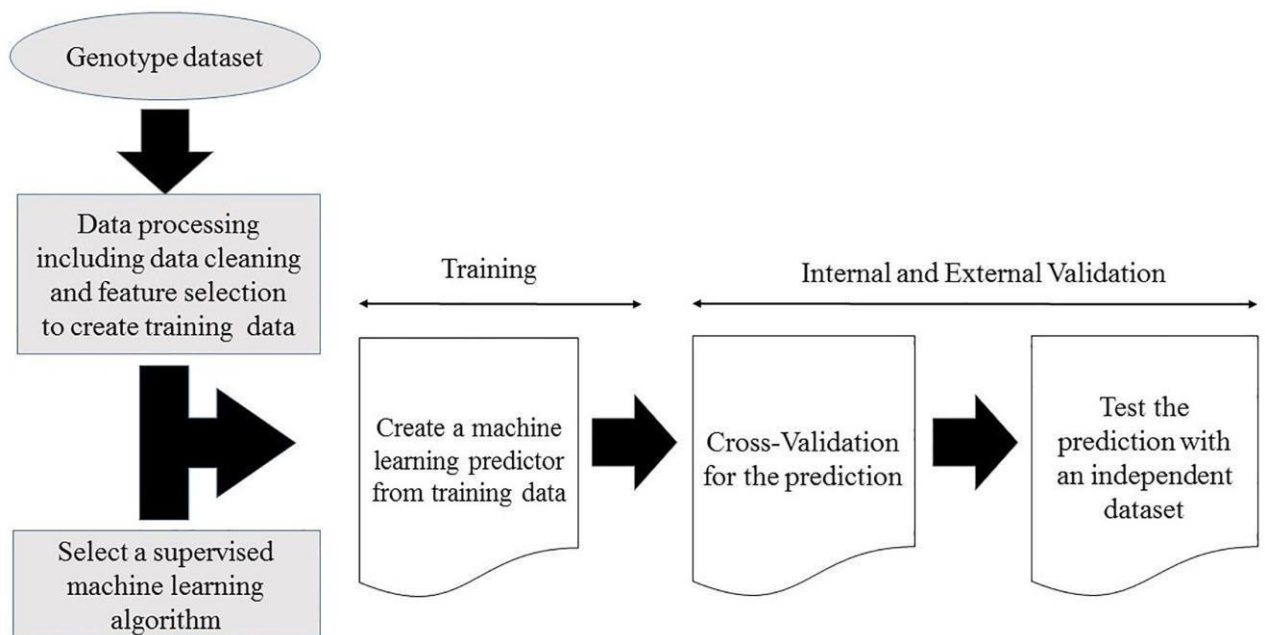 Genotype dataset
Data processing
including data cleaning
and feature selection
to create training data
Select a supervised
machine learning
algorithm
Training
Create a machine
learning predictor
from training data
Internal and External Validation
Cross-Validation
for the prediction
Test the
prediction with
an independent
dataset